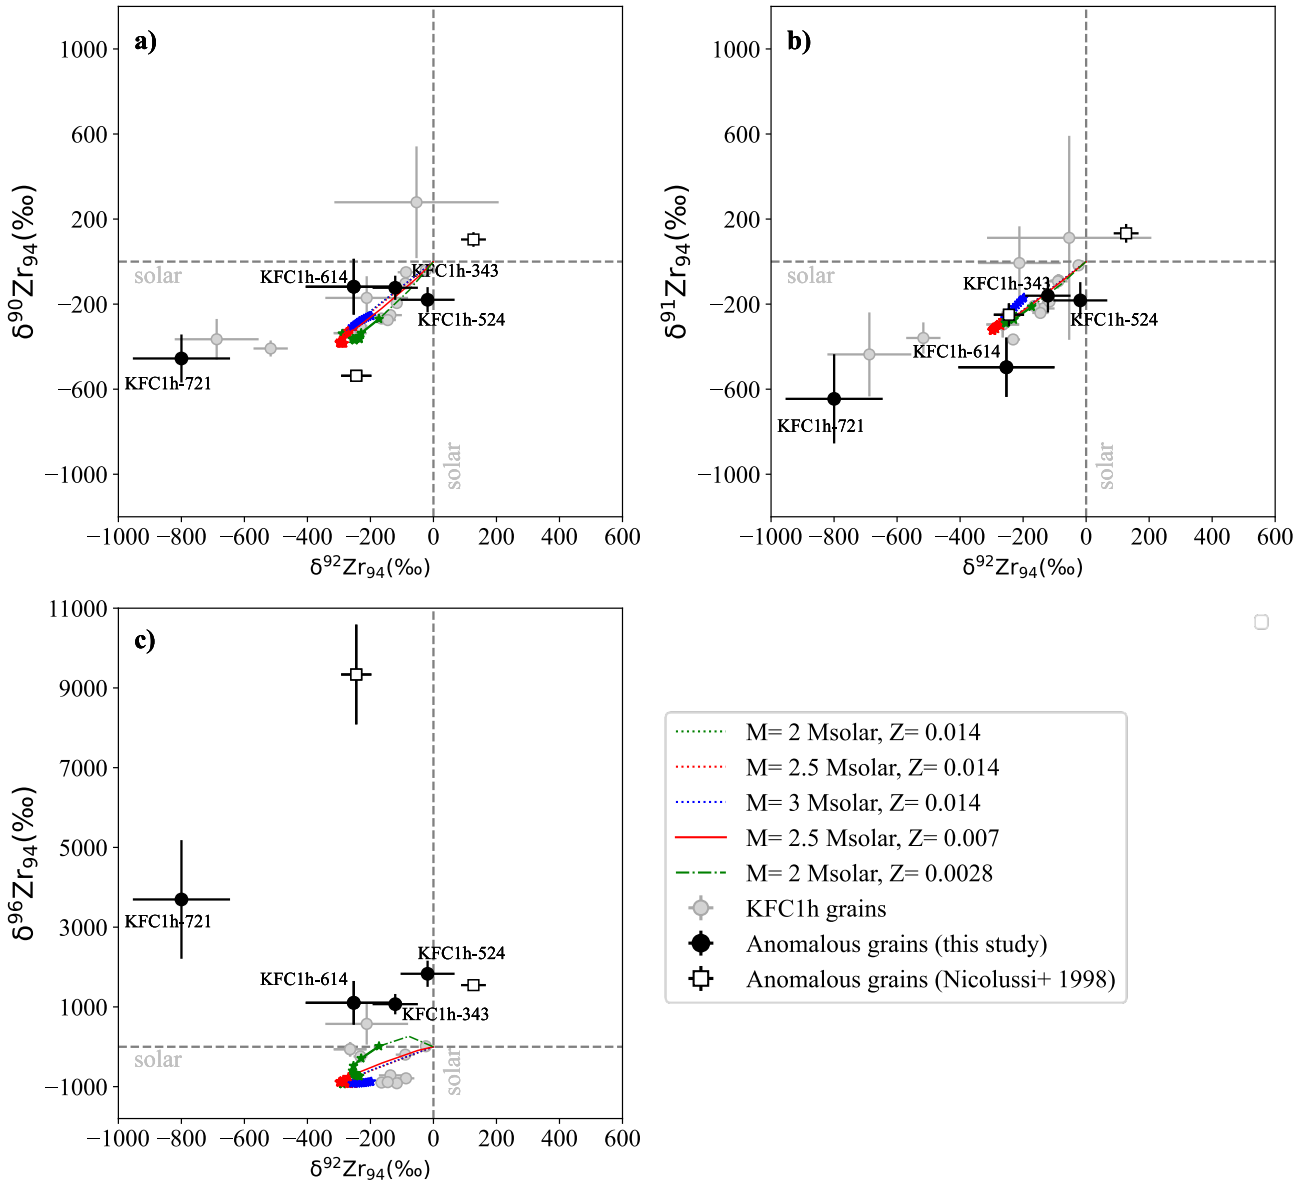 a)
1000
600
200
−200
−600
−1000
δ⁹⁰Zr₉₄(‰)
solar
solar
KFC1h-614
KFC1h-343
KFC1h-524
KFC1h-721
−1000 −800 −600 −400 −200 0 200 400 600
δ⁹²Zr₉₄(‰)
b)
1000
600
200
−200
−600
−1000
δ⁹¹Zr₉₄(‰)
solar
solar
KFC1h-343
KFC1h-524
KFC1h-614
KFC1h-721
−1000 −800 −600 −400 −200 0 200 400 600
δ⁹²Zr₉₄(‰)
c)
11000
9000
7000
5000
3000
1000
−1000
δ⁹⁶Zr₉₄(‰)
KFC1h-721
KFC1h-524
KFC1h-614
KFC1h-343
solar
solar
−1000 −800 −600 −400 −200 0 200 400 600
δ⁹²Zr₉₄(‰)
M= 2 Msolar, Z= 0.014
M= 2.5 Msolar, Z= 0.014
M= 3 Msolar, Z= 0.014
M= 2.5 Msolar, Z= 0.007
M= 2 Msolar, Z= 0.0028
KFC1h grains
Anomalous grains (this study)
Anomalous grains (Nicolussi+ 1998)